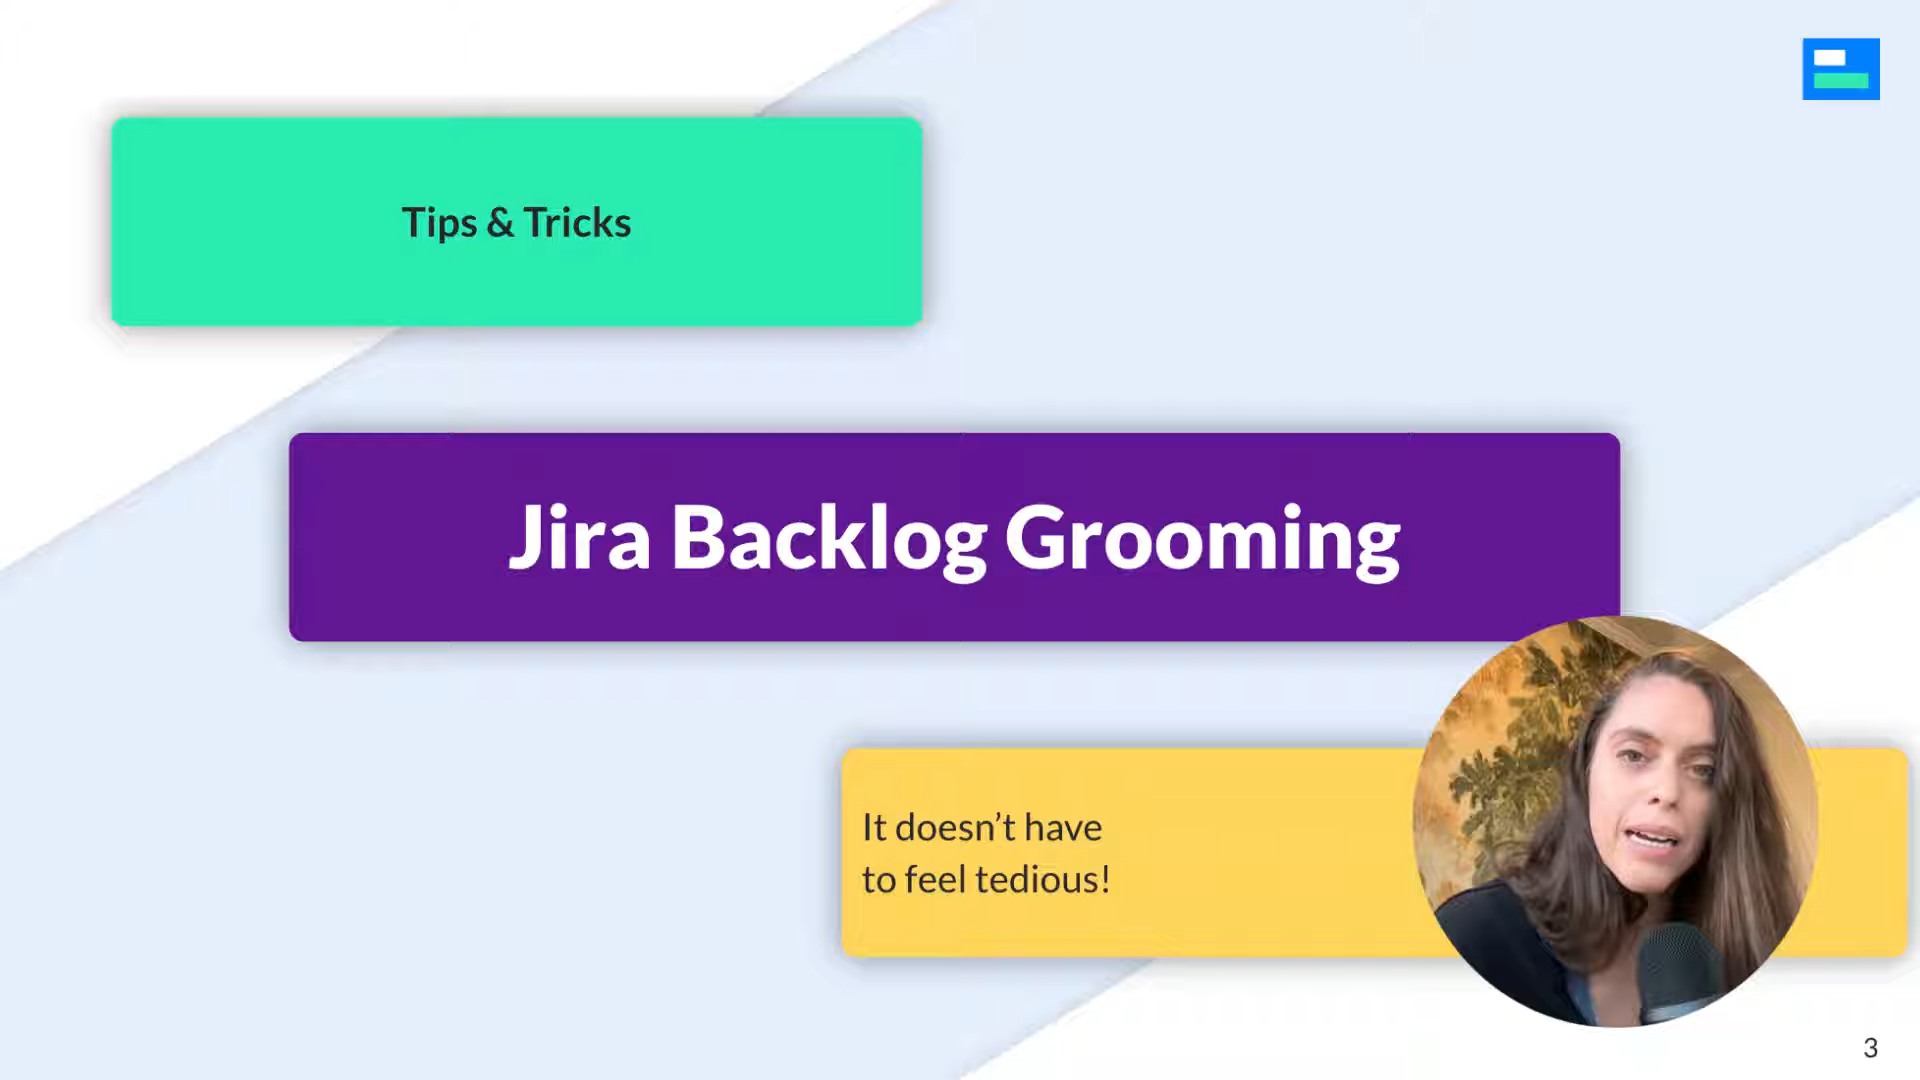 Tips & Tricks
Jira Backlog Grooming
It doesn’t have
to feel tedious!
3